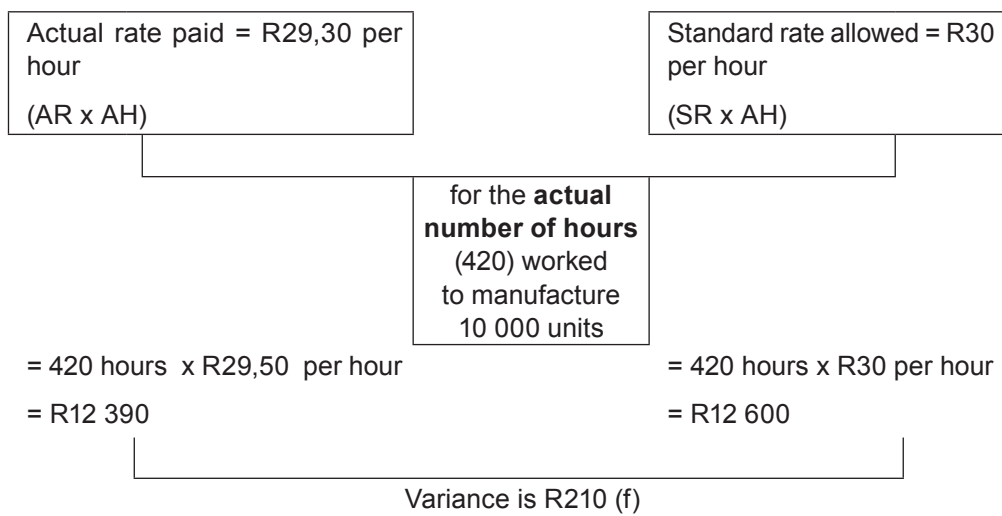 Actual rate paid = R29,30 per
hour
(AR x AH)
Standard rate allowed = R30
per hour
(SR x AH)
for the actual
number of hours
(420) worked
to manufacture
10 000 units
= 420 hours x R29,50 per hour
= R12 390
= 420 hours x R30 per hour
= R12 600
Variance is R210 (f)